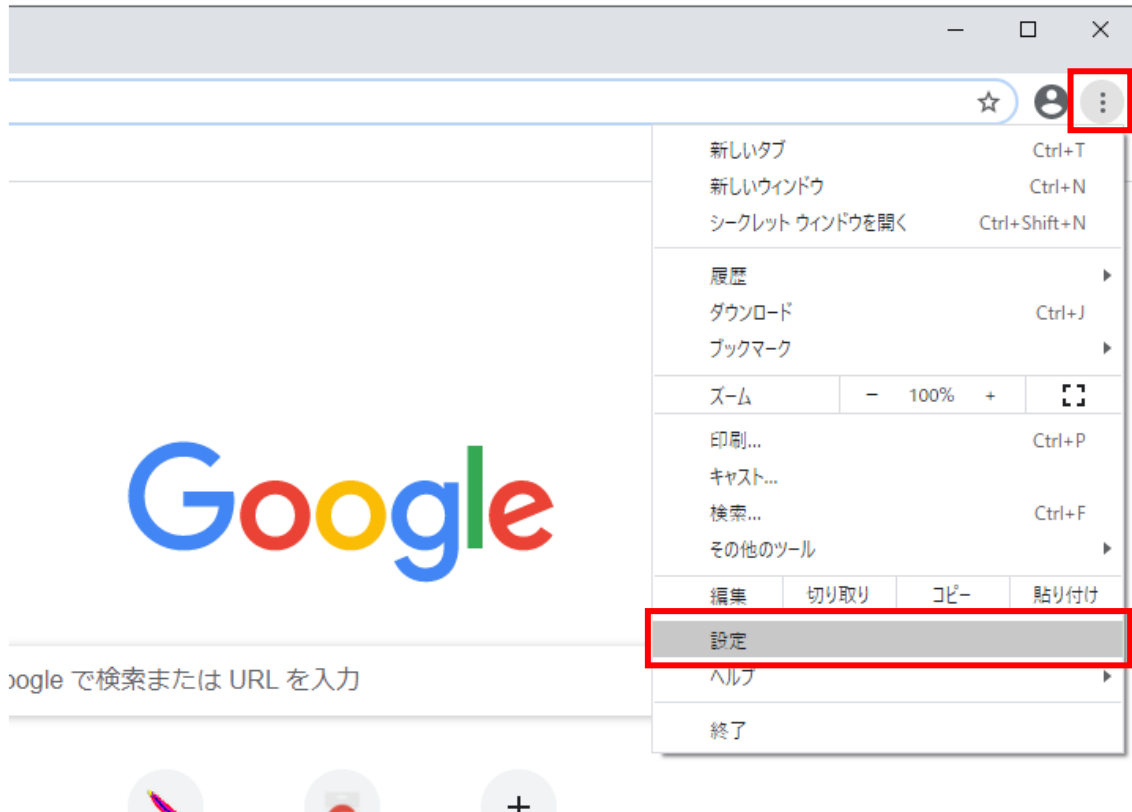 新しいタブ Ctrl+T
新しいウィンドウ Ctrl+N
シークレット ウィンドウを開く Ctrl+Shift+N
履歴
ダウンロード Ctrl+J
ブックマーク
ズーム － 100% +
印刷... Ctrl+P
キャスト...
検索... Ctrl+F
その他のツール
編集 切り取り コピー 貼り付け
設定
ヘルプ
終了
Google
oogle で検索または URL を入力